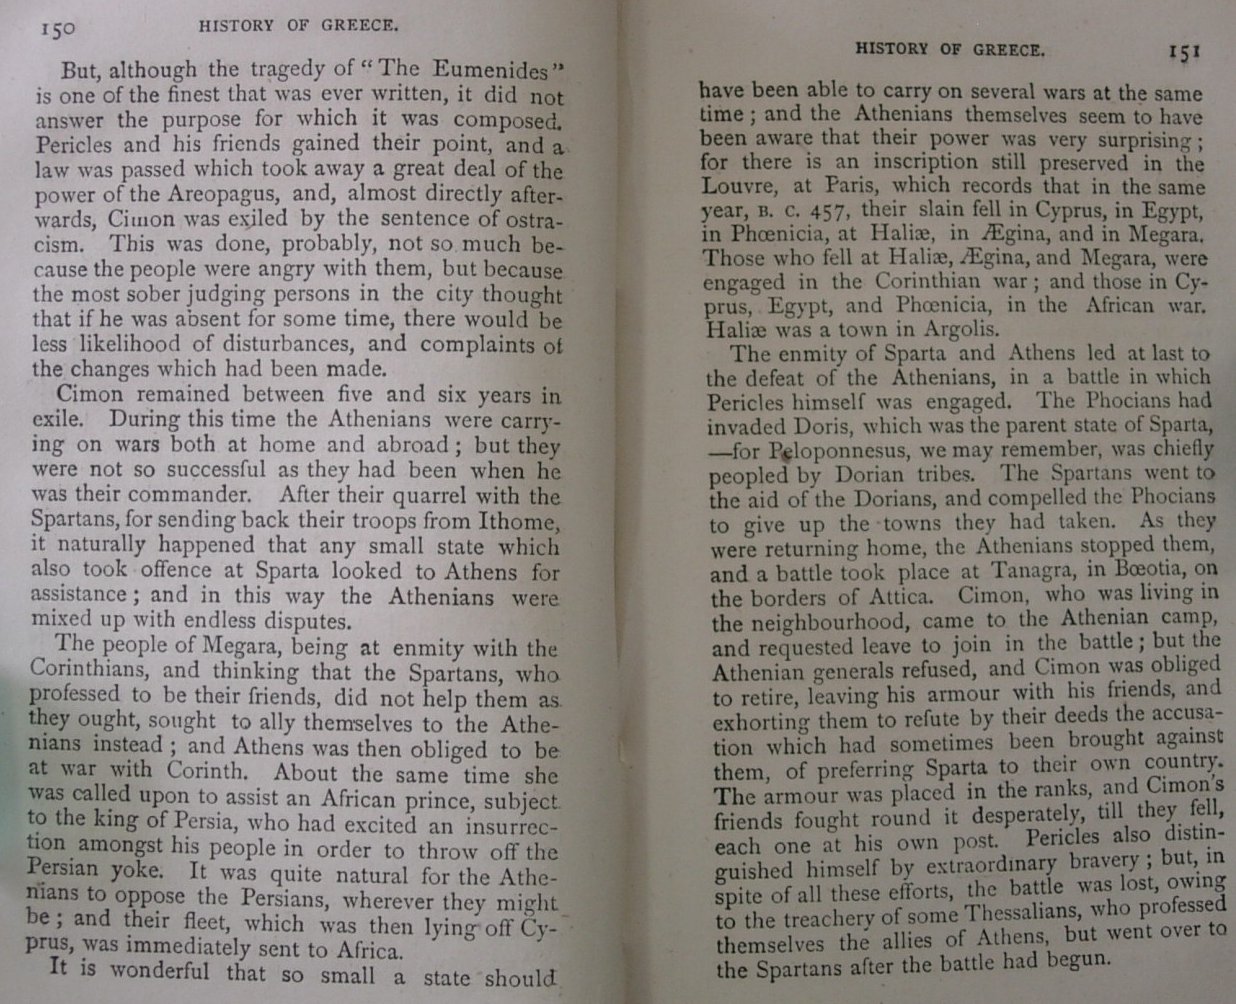 150
HISTORY OF GREECE.
But, although the tragedy of “The Eumenides”
is one of the finest that was ever written, it did not
answer the purpose for which it was composed.
Pericles and his friends gained their point, and a
law was passed which took away a great deal of the
power of the Areopagus, and, almost directly after-
wards, Cimon was exiled by the sentence of ostra-
cism. This was done, probably, not so much be-
cause the people were angry with them, but because
the most sober judging persons in the city thought
that if he was absent for some time, there would be
less likelihood of disturbances, and complaints of
the changes which had been made.
Cimon remained between five and six years in
exile. During this time the Athenians were carry-
ing on wars both at home and abroad; but they
were not so successful as they had been when he
was their commander. After their quarrel with the
Spartans, for sending back their troops from Ithome,
it naturally happened that any small state which
also took offence at Sparta looked to Athens for
assistance; and in this way the Athenians were
mixed up with endless disputes.
The people of Megara, being at enmity with the
Corinthians, and thinking that the Spartans, who
professed to be their friends, did not help them as
they ought, sought to ally themselves to the Athe-
nians instead; and Athens was then obliged to be
at war with Corinth. About the same time she
was called upon to assist an African prince, subject
to the king of Persia, who had excited an insurrec-
tion amongst his people in order to throw off the
Persian yoke. It was quite natural for the Athe-
nians to oppose the Persians, wherever they might
be; and their fleet, which was then lying off Cy-
prus, was immediately sent to Africa.
It is wonderful that so small a state should
HISTORY OF GREECE.
151
have been able to carry on several wars at the same
time; and the Athenians themselves seem to have
been aware that their power was very surprising;
for there is an inscription still preserved in the
Louvre, at Paris, which records that in the same
year, B. C. 457, their slain fell in Cyprus, in Egypt,
in Phœnicia, at Haliæ, in Ægina, and in Megara.
Those who fell at Haliæ, Ægina, and Megara, were
engaged in the Corinthian war; and those in Cy-
prus, Egypt, and Phœnicia, in the African war.
Haliæ was a town in Argolis.
The enmity of Sparta and Athens led at last to
the defeat of the Athenians, in a battle in which
Pericles himself was engaged. The Phocians had
invaded Doris, which was the parent state of Sparta,
—for Peloponnesus, we may remember, was chiefly
peopled by Dorian tribes. The Spartans went to
the aid of the Dorians, and compelled the Phocians
to give up the towns they had taken. As they
were returning home, the Athenians stopped them,
and a battle took place at Tanagra, in Bœotia, on
the borders of Attica. Cimon, who was living in
the neighbourhood, came to the Athenian camp,
and requested leave to join in the battle; but the
Athenian generals refused, and Cimon was obliged
to retire, leaving his armour with his friends, and
exhorting them to refute by their deeds the accusa-
tion which had sometimes been brought against
them, of preferring Sparta to their own country.
The armour was placed in the ranks, and Cimon's
friends fought round it desperately, till they fell,
each one at his own post. Pericles also distin-
guished himself by extraordinary bravery; but, in
spite of all these efforts, the battle was lost, owing
to the treachery of some Thessalians, who professed
themselves the allies of Athens, but went over to
the Spartans after the battle had begun.